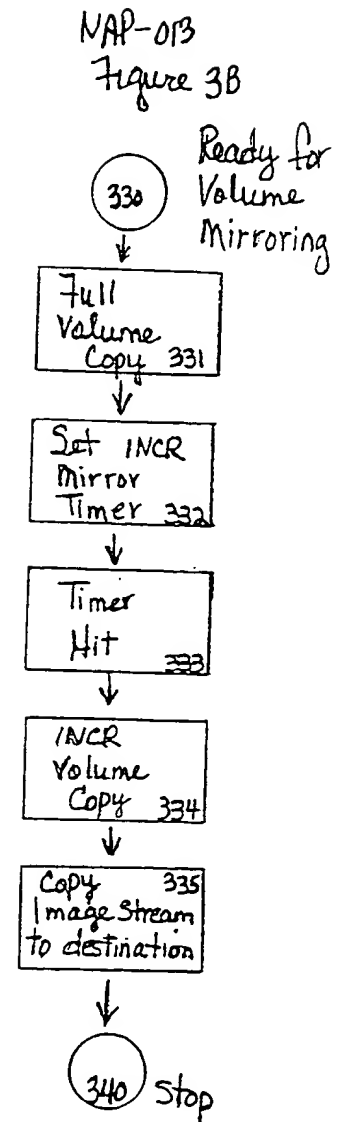 NAP-013
Figure 3B
Ready for
Volume
Mirroring
330
Full
Volume
Copy 331
Set INCR
Mirror
Timer 332
Timer
Hit
333
INCR
Volume
Copy 334
Copy 335
Image Stream
to destination
340 Stop